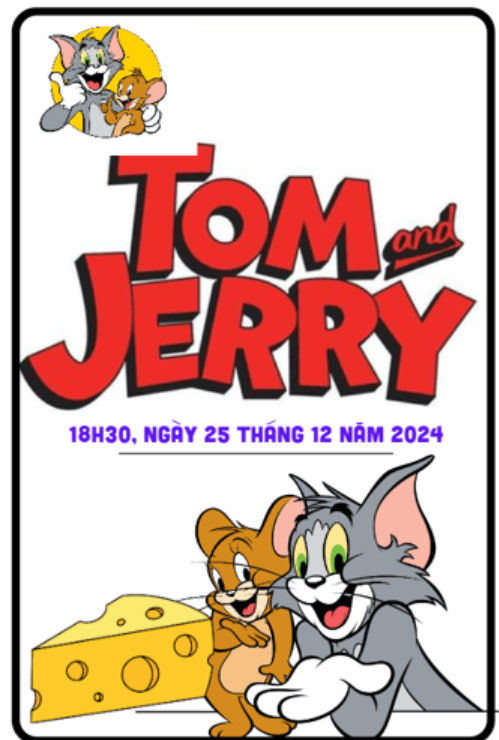 TOM and
JERRY
18H30, NGÀY 25 THÁNG 12 NĂM 2024